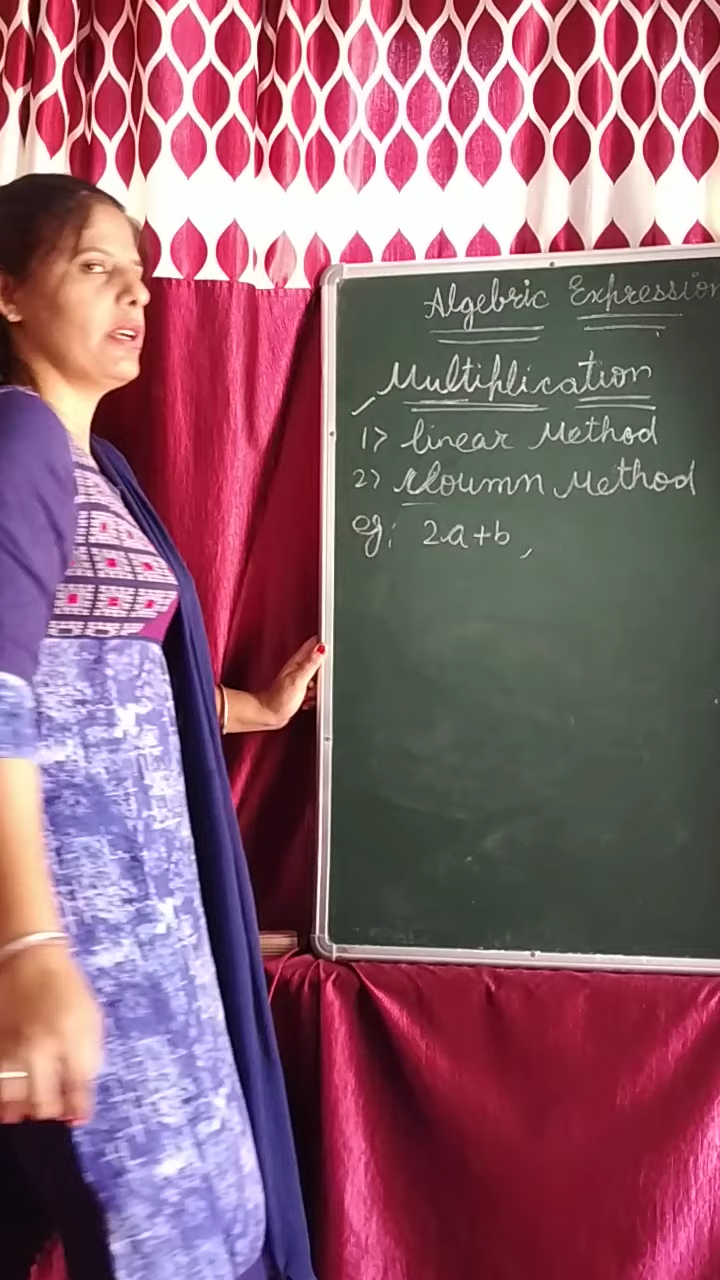 Algebric Expression
Multiplication
1> linear Method
2> Cloumn Method
eg: 2a+b,